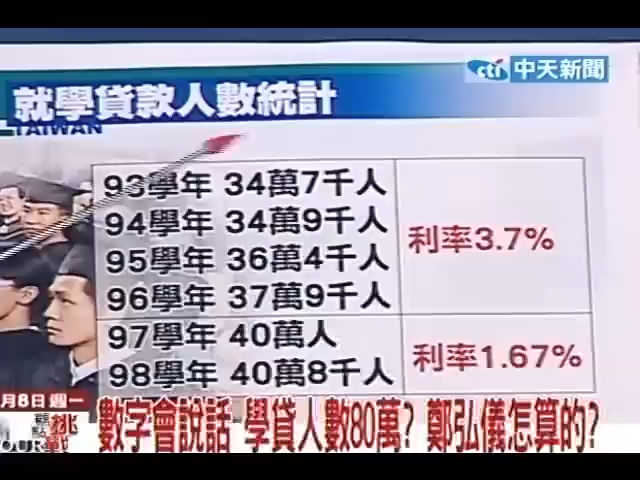 cti 中天新聞
就學貸款人數統計
TAIWAN
93學年 34萬7千人
94學年 34萬9千人
95學年 36萬4千人
96學年 37萬9千人
利率3.7%
97學年 40萬人
98學年 40萬8千人
利率1.67%
月8日 週一
挑戰
數字會說話 學貸人數80萬? 鄭弘儀怎算的?